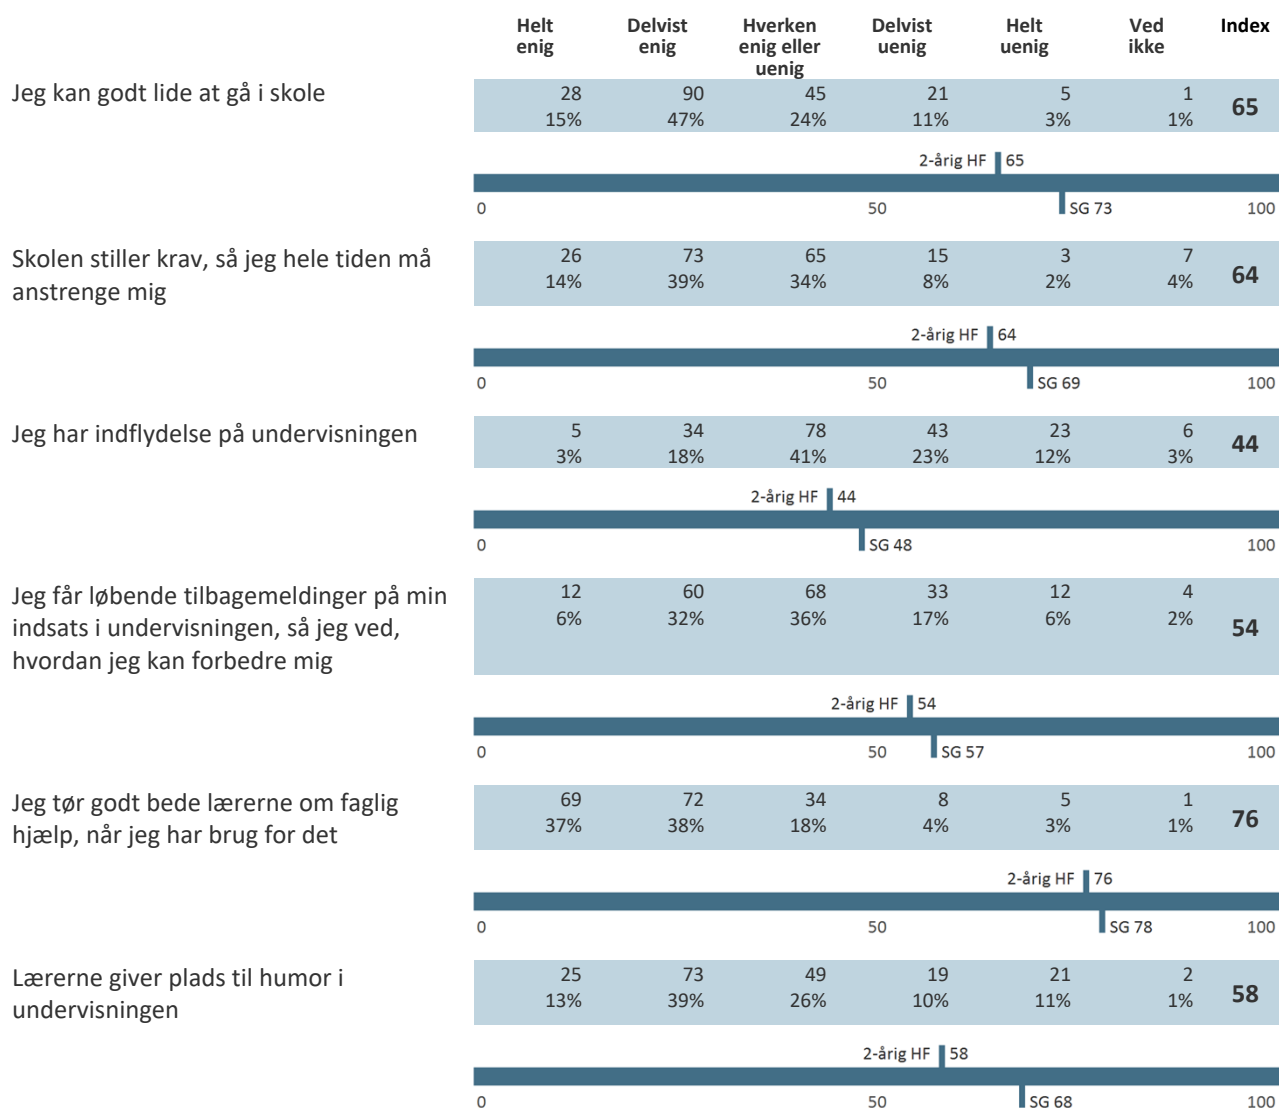 Helt Delvist Hverken Delvist Helt Ved Index
enig enig enig eller uenig uenig ikke
uenig
Jeg kan godt lide at gå i skole
28 90 45 21 5 1
15% 47% 24% 11% 3% 1%
65
2-årig HF 65
0 50 SG 73 100
Skolen stiller krav, så jeg hele tiden må
anstrenge mig
26 73 65 15 3 7
14% 39% 34% 8% 2% 4%
64
2-årig HF 64
0 50 SG 69 100
Jeg har indflydelse på undervisningen
5 34 78 43 23 6
3% 18% 41% 23% 12% 3%
44
2-årig HF 44
0 SG 48 100
Jeg får løbende tilbagemeldinger på min
indsats i undervisningen, så jeg ved,
hvordan jeg kan forbedre mig
12 60 68 33 12 4
6% 32% 36% 17% 6% 2%
54
2-årig HF 54
0 50 SG 57 100
Jeg tør godt bede lærerne om faglig
hjælp, når jeg har brug for det
69 72 34 8 5 1
37% 38% 18% 4% 3% 1%
76
2-årig HF 76
0 50 SG 78 100
Lærerne giver plads til humor i
undervisningen
25 73 49 19 21 2
13% 39% 26% 10% 11% 1%
58
2-årig HF 58
0 50 SG 68 100